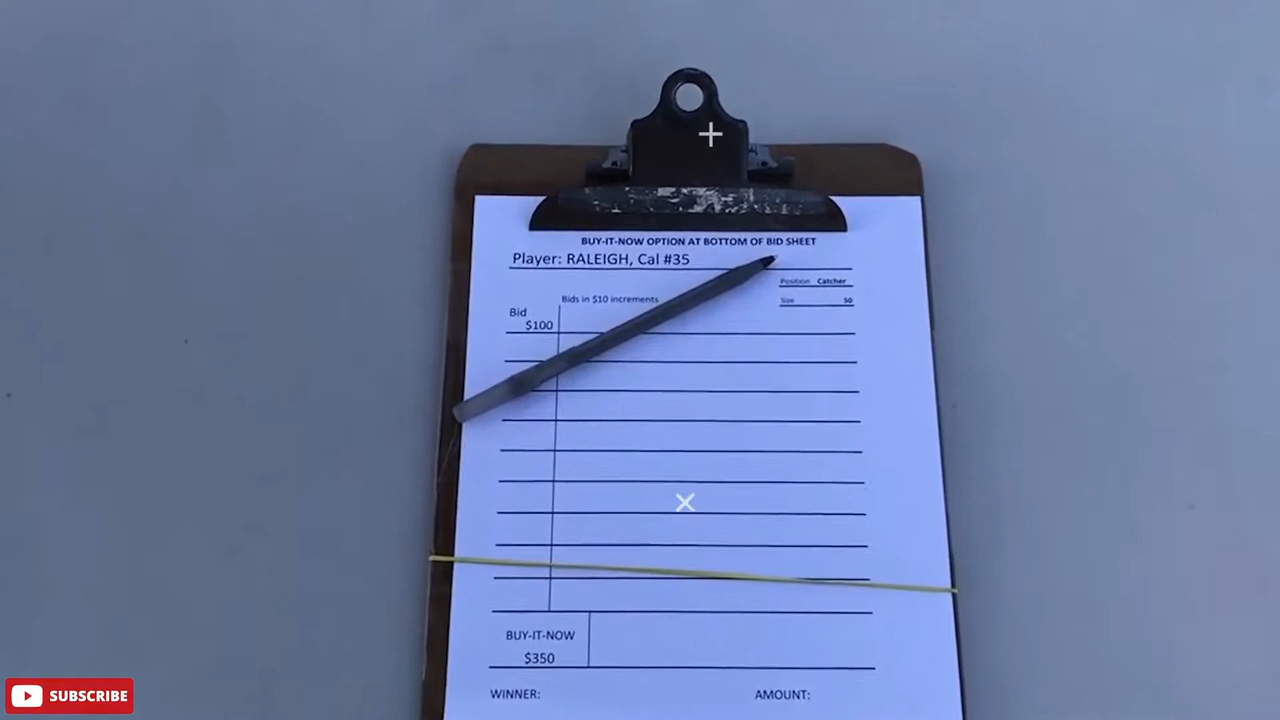 BUY-IT-NOW OPTION AT BOTTOM OF BID SHEET
Player: RALEIGH, Cal #35
Position Catcher
Size 50
Bids in $10 increments
Bid
$100
BUY-IT-NOW
$350
WINNER: AMOUNT:
SUBSCRIBE